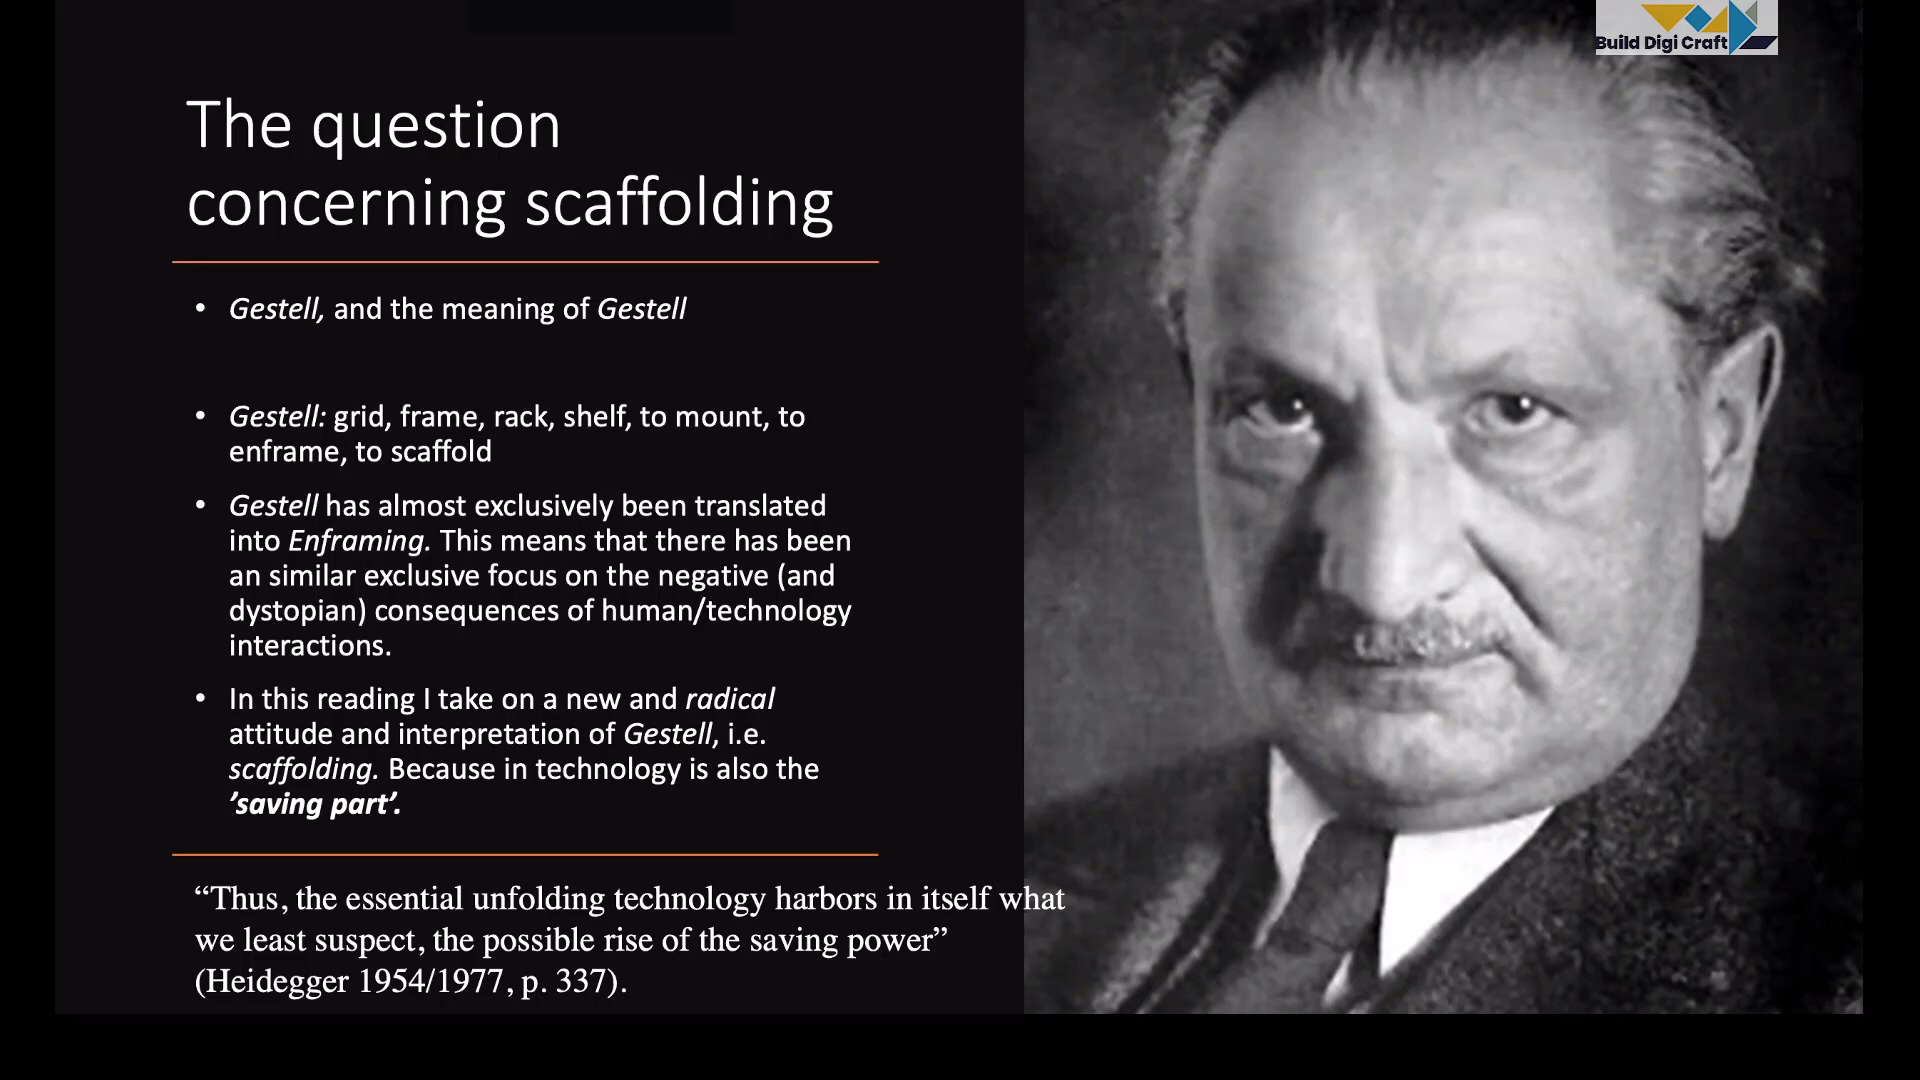 Build Digi Craft
The question
concerning scaffolding
• Gestell, and the meaning of Gestell
• Gestell: grid, frame, rack, shelf, to mount, to
enframe, to scaffold
• Gestell has almost exclusively been translated
into Enframing. This means that there has been
an similar exclusive focus on the negative (and
dystopian) consequences of human/technology
interactions.
• In this reading I take on a new and radical
attitude and interpretation of Gestell, i.e.
scaffolding. Because in technology is also the
’saving part’.
“Thus, the essential unfolding technology harbors in itself what
we least suspect, the possible rise of the saving power”
(Heidegger 1954/1977, p. 337).